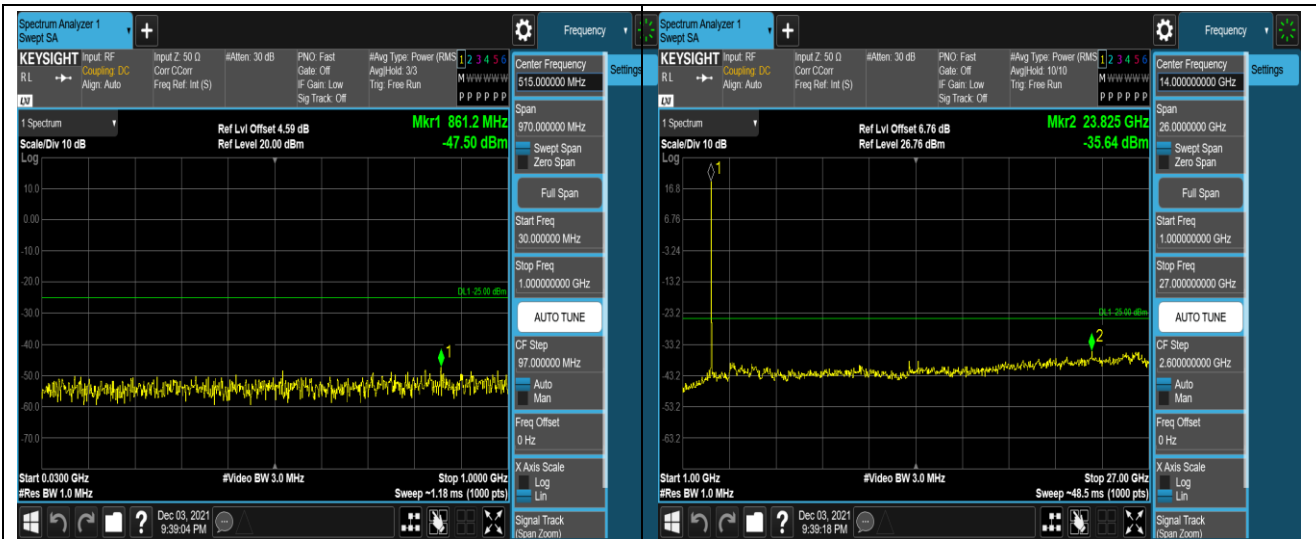 Spectrum Analyzer 1
Swept SA
+
Frequency
KEYSIGHT
RL
LXI
Input: RF
Coupling: DC
Align: Auto
Input Z: 50 Ω
Corr CCorr
Freq Ref: Int (S)
#Atten: 30 dB
PNO: Fast
Gate: Off
IF Gain: Low
Sig Track: Off
#Avg Type: Power (RMS
Avg|Hold: 3/3
Trig: Free Run
1 2 3 4 5 6
M W W W W W
P P P P P P
1 Spectrum
Scale/Div 10 dB
Log
Ref Lvl Offset 4.59 dB
Ref Level 20.00 dBm
Mkr1 861.2 MHz
-47.50 dBm
10.0
0.00
-10.0
-20.0
DL1 -25.00 dBm
-30.0
-40.0
1
-50.0
-60.0
-70.0
Start 0.0300 GHz
#Res BW 1.0 MHz
#Video BW 3.0 MHz
Stop 1.0000 GHz
Sweep ~1.18 ms (1000 pts)
Center Frequency
515.000000 MHz
Settings
Span
970.000000 MHz
Swept Span
Zero Span
Full Span
Start Freq
30.000000 MHz
Stop Freq
1.000000000 GHz
AUTO TUNE
CF Step
97.000000 MHz
Auto
Man
Freq Offset
0 Hz
X Axis Scale
Log
Lin
Signal Track
(Span Zoom)
?
Dec 03, 2021
9:39:04 PM
Spectrum Analyzer 1
Swept SA
+
Frequency
KEYSIGHT
RL
LXI
Input: RF
Coupling: DC
Align: Auto
Input Z: 50 Ω
Corr CCorr
Freq Ref: Int (S)
#Atten: 30 dB
PNO: Fast
Gate: Off
IF Gain: Low
Sig Track: Off
#Avg Type: Power (RMS
Avg|Hold: 10/10
Trig: Free Run
1 2 3 4 5 6
M W W W W W
P P P P P P
1 Spectrum
Scale/Div 10 dB
Log
Ref Lvl Offset 6.76 dB
Ref Level 26.76 dBm
Mkr2 23.825 GHz
-35.64 dBm
1
16.8
6.76
-3.24
-13.2
-23.2
DL1 -25.00 dBm
-33.2
2
-43.2
-53.2
-63.2
Start 1.00 GHz
#Res BW 1.0 MHz
#Video BW 3.0 MHz
Stop 27.00 GHz
Sweep ~48.5 ms (1000 pts)
Center Frequency
14.000000000 GHz
Settings
Span
26.0000000 GHz
Swept Span
Zero Span
Full Span
Start Freq
1.000000000 GHz
Stop Freq
27.000000000 GHz
AUTO TUNE
CF Step
2.600000000 GHz
Auto
Man
Freq Offset
0 Hz
X Axis Scale
Log
Lin
Signal Track
(Span Zoom)
?
Dec 03, 2021
9:39:18 PM